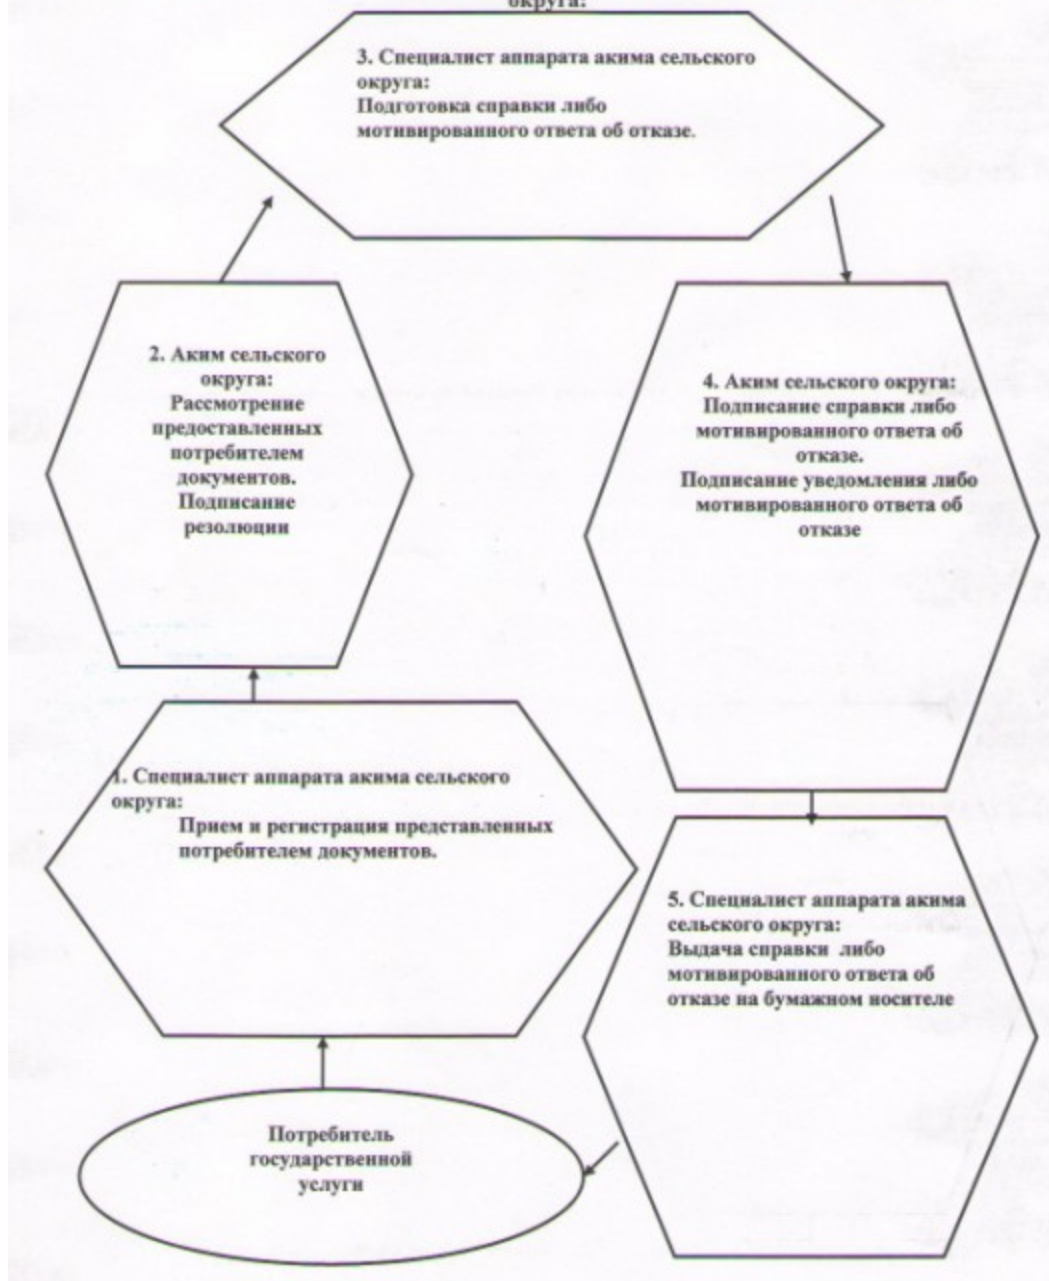 округа:
3. Специалист аппарата акима сельского
округа:
Подготовка справки либо
мотивированного ответа об отказе.
2. Аким сельского
округа:
Рассмотрение
предоставленных
потребителем
документов.
Подписание
резолюции
4. Аким сельского округа:
Подписание справки либо
мотивированного ответа об
отказе.
Подписание уведомления либо
мотивированного ответа об
отказе
1. Специалист аппарата акима сельского
округа:
Прием и регистрация представленных
потребителем документов.
5. Специалист аппарата акима
сельского округа:
Выдача справки либо
мотивированного ответа об
отказе на бумажном носителе
Потребитель
государственной
услуги